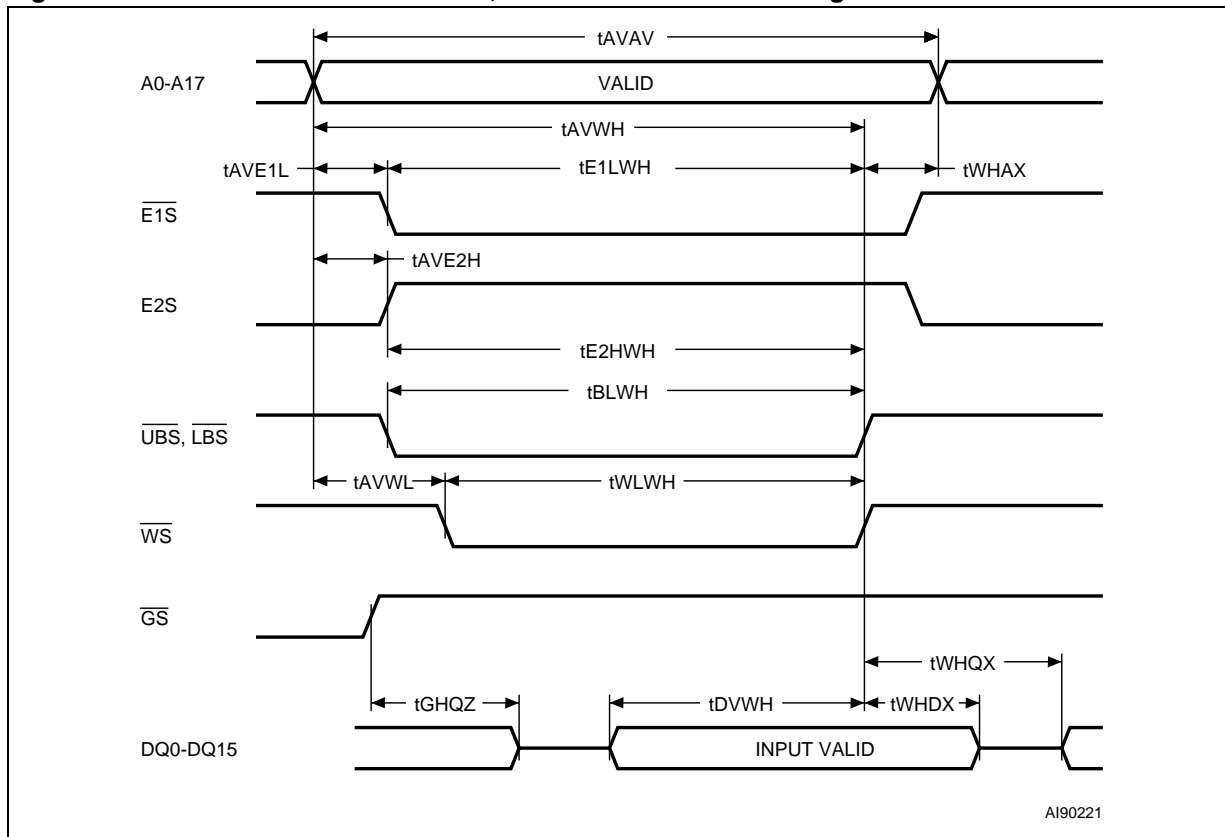 tAVAV
A0-A17
VALID
tAVWH
tAVE1L
tE1LWH
tWHAX
E1S
tAVE2H
E2S
tE2HWH
tBLWH
UBS, LBS
tAVWL
tWLWH
WS
GS
tWHQX
tGHQZ
tDVWH
tWHDX
DQ0-DQ15
INPUT VALID
AI90221